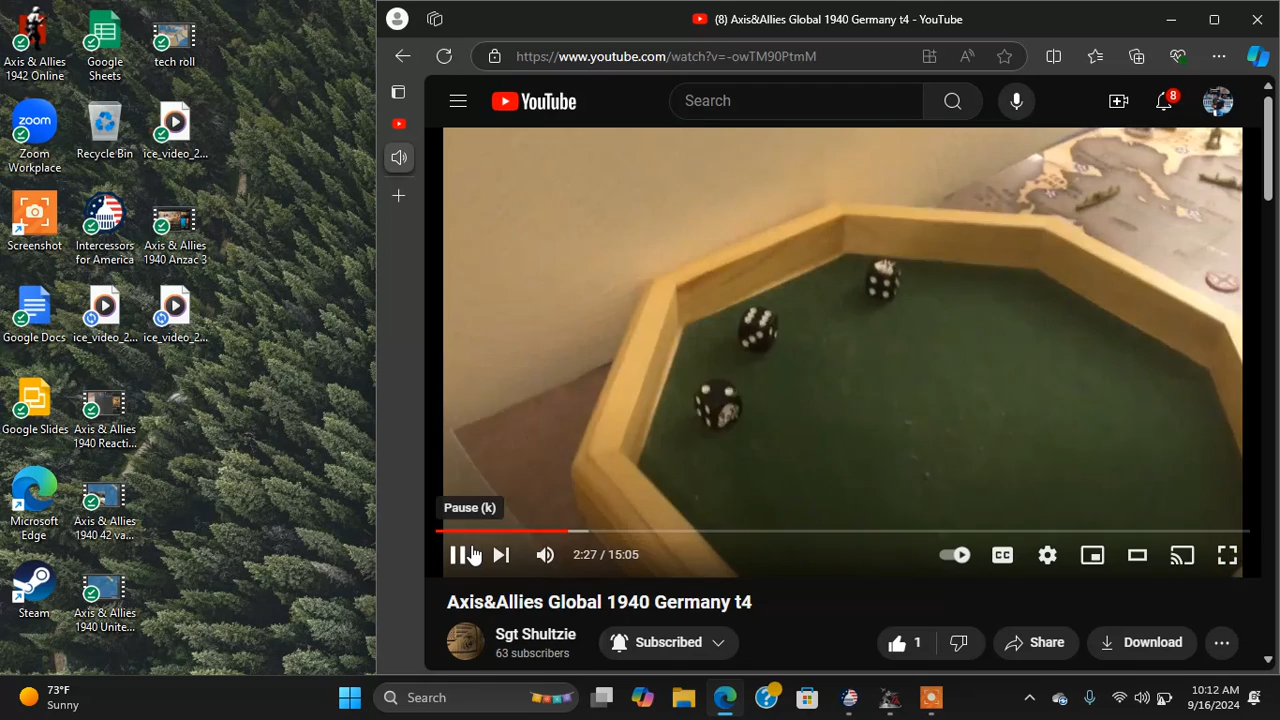 Axis & Allies
1942 Online
Google
Sheets
tech roll
Zoom
Workplace
zoom
Recycle Bin
ice_video_2...
Screenshot
Intercessors
for America
Axis & Allies
1940 Anzac 3
Google Docs
ice_video_2...
ice_video_2...
Google Slides
Axis & Allies
1940 Reacti...
Microsoft
Edge
Axis & Allies
1940 42 va...
Steam
Axis & Allies
1940 Unite...
(8) Axis&Allies Global 1940 Germany t4 - YouTube
https://www.youtube.com/watch?v=-owTM90PtmM
YouTube
Search
8
Pause (k)
2:27 / 15:05
CC
Axis&Allies Global 1940 Germany t4
Sgt Shultzie
63 subscribers
Subscribed
1
Share
Download
73°F
Sunny
Search
10:12 AM
9/16/2024